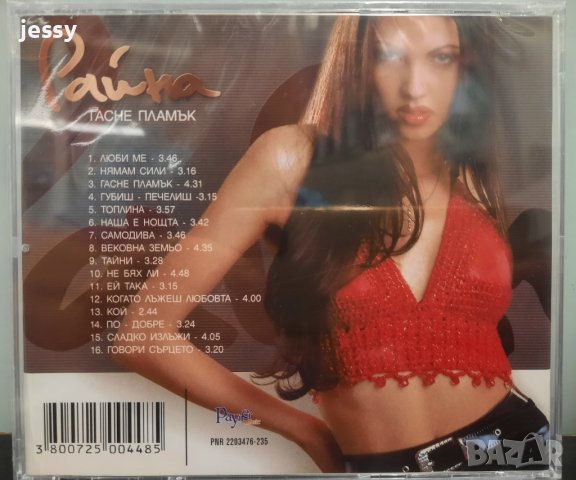 jessy
Райна
ГАСНЕ ПЛАМЪК
1. ЛЮБИ МЕ - 3.46
2. НЯМАМ СИЛИ - 3.16
3. ГАСНЕ ПЛАМЪК - 4.31
4. ГУБИШ - ПЕЧЕЛИШ -3.15
5. ТОПЛИНА - 3.57
6. НАША Е НОЩТА - 3.42
7. САМОДИВА - 3.46
8. ВЕКОВНА ЗЕМЬО - 4.35
9. ТАЙНИ - 3.28
10. НЕ БЯХ ЛИ - 4.48
11. ЕЙ ТАКА - 3.15
12. КОГАТО ЛЪЖЕШ ЛЮБОВТА - 4.00
13. КОЙ - 2.44
14. ПО - ДОБРЕ - 3.24
15. СЛАДКО ИЗЛЪЖИ - 4.05
16. ГОВОРИ СЪРЦЕТО - 3.20
Payner
3 800725 004485
PNR 2203476-235
BAZAR